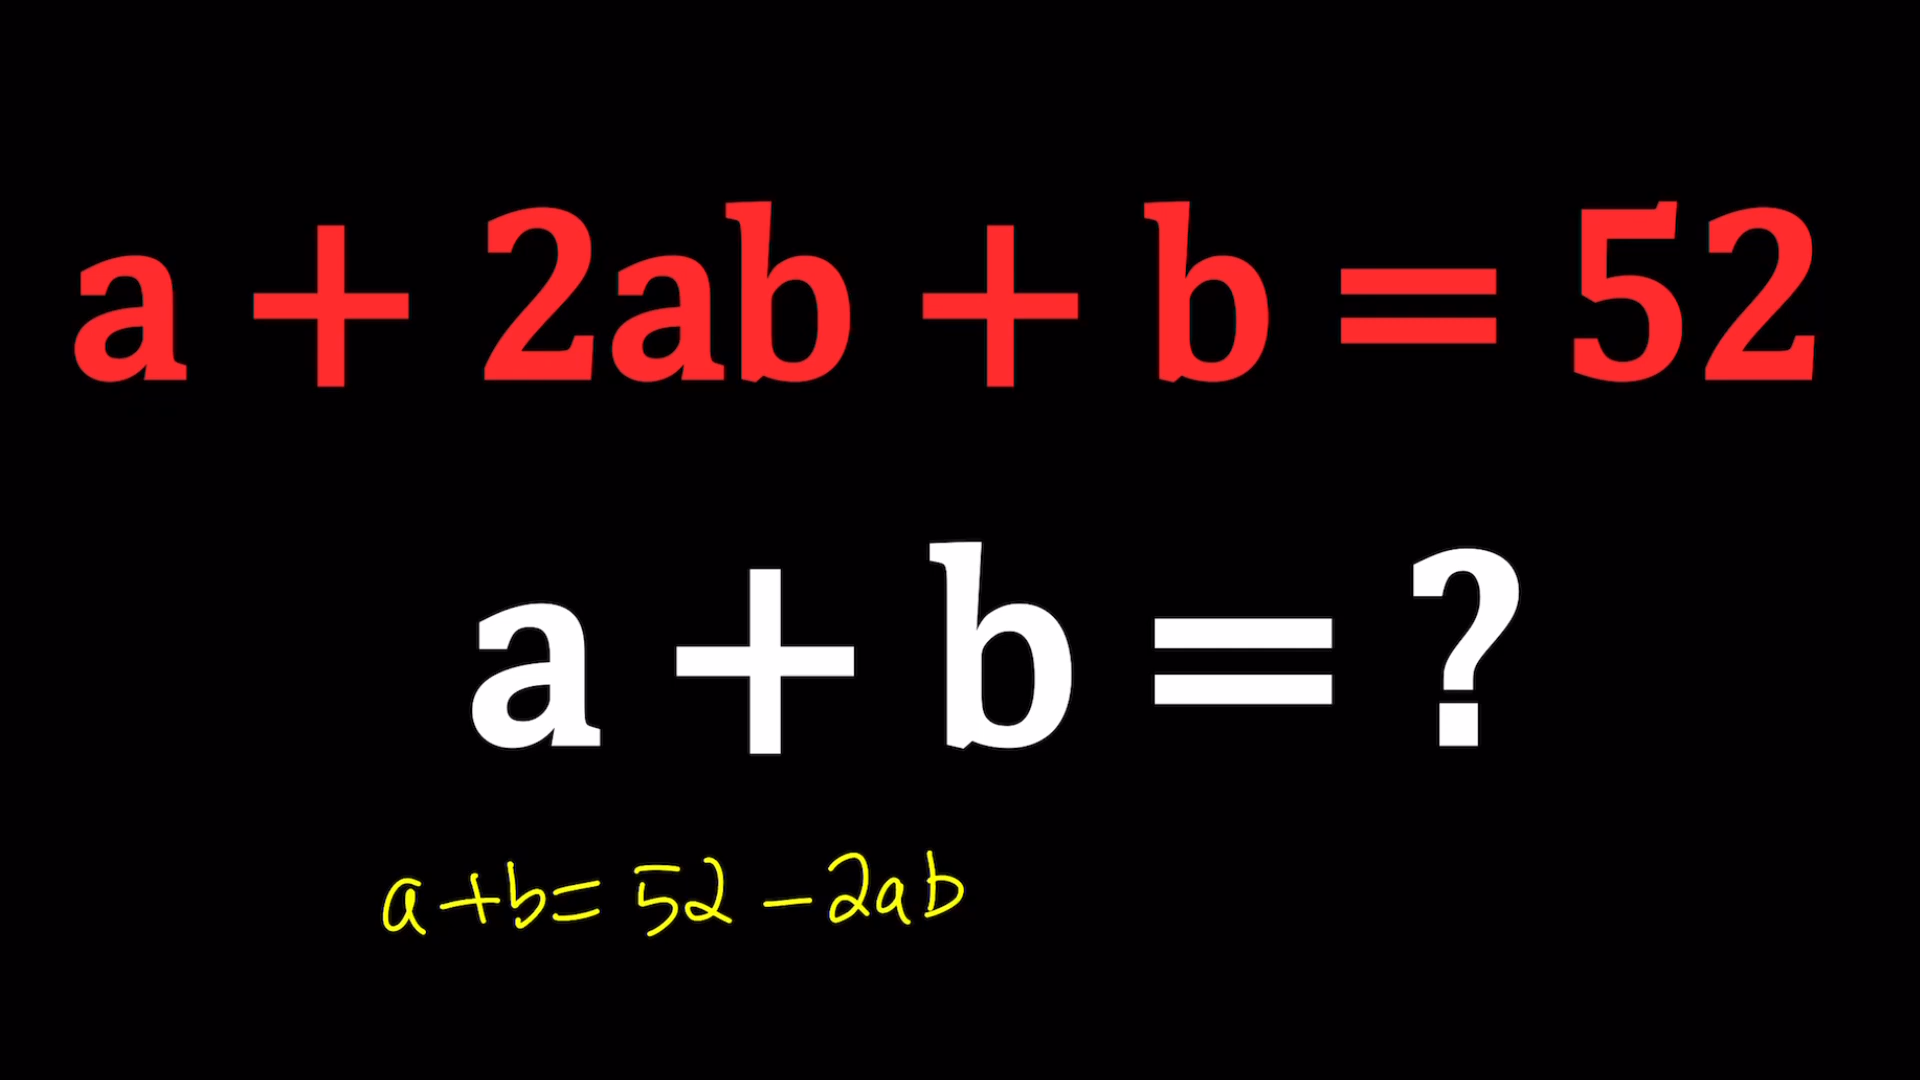 a + 2ab + b = 52
a + b = ?
a+b= 52 - 2ab